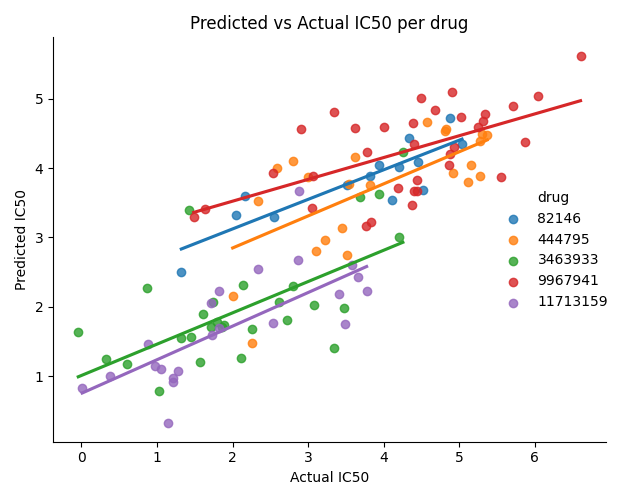 Predicted vs Actual IC50 per drug
Predicted IC50
5
4
3
2
1
0 1 2 3 4 5 6
Actual IC50
drug
82146
444795
3463933
9967941
11713159